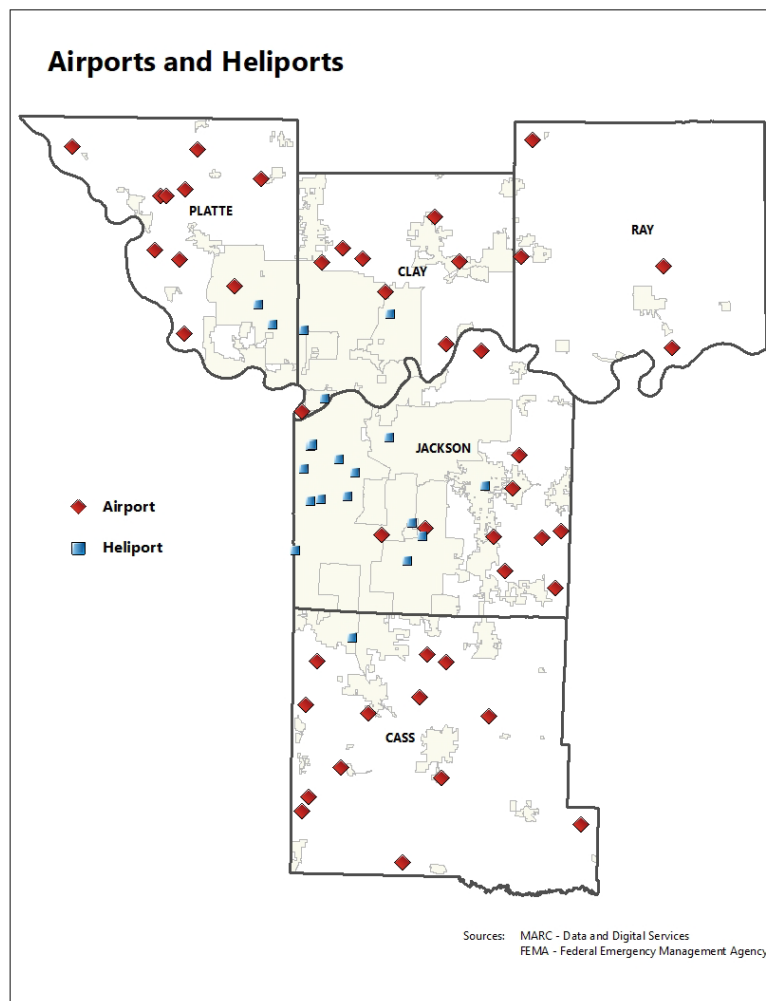 Airports and Heliports
PLATTE
RAY
CLAY
JACKSON
Airport
Heliport
CASS
Sources: MARC - Data and Digital Services
FEMA - Federal Emergency Management Agency